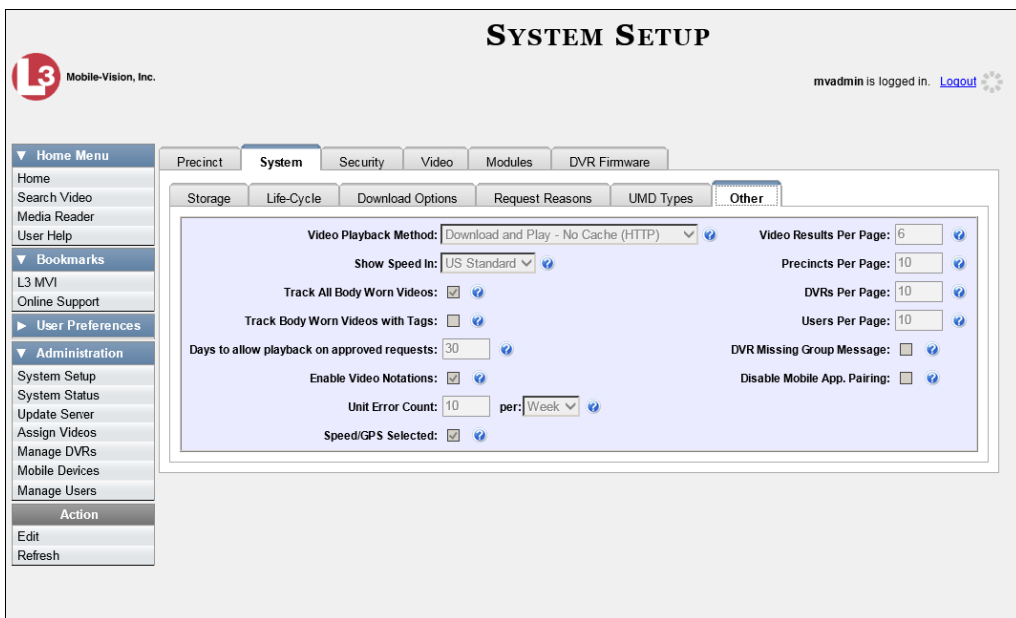 SYSTEM SETUP
L3 Mobile-Vision, Inc.
mvadmin is logged in. Logout
Home Menu
Home
Search Video
Media Reader
User Help
Bookmarks
L3 MVI
Online Support
User Preferences
Administration
System Setup
System Status
Update Server
Assign Videos
Manage DVRs
Mobile Devices
Manage Users
Action
Edit
Refresh
Precinct System Security Video Modules DVR Firmware
Storage Life-Cycle Download Options Request Reasons UMD Types Other
Video Playback Method: Download and Play - No Cache (HTTP) ?
Show Speed In: US Standard ?
Track All Body Worn Videos: ?
Track Body Worn Videos with Tags: ?
Days to allow playback on approved requests: 30 ?
Enable Video Notations: ?
Unit Error Count: 10 per: Week ?
Speed/GPS Selected: ?
Video Results Per Page: 6 ?
Precincts Per Page: 10 ?
DVRs Per Page: 10 ?
Users Per Page: 10 ?
DVR Missing Group Message: ?
Disable Mobile App. Pairing: ?